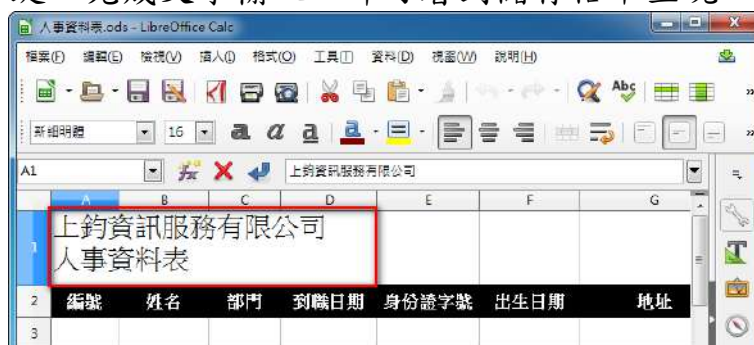 人事資料表.ods - LibreOffice Calc
檔案(F) 編輯(E) 檢視(V) 插入(I) 格式(O) 工具(T) 資料(D) 視窗(W) 說明(H)
新細明體 16 a a a
A1 上鈞資訊服務有限公司
A B C D E F G
上鈞資訊服務有限公司
1 人事資料表
2 編號 姓名 部門 到職日期 身份證字號 出生日期 地址
3